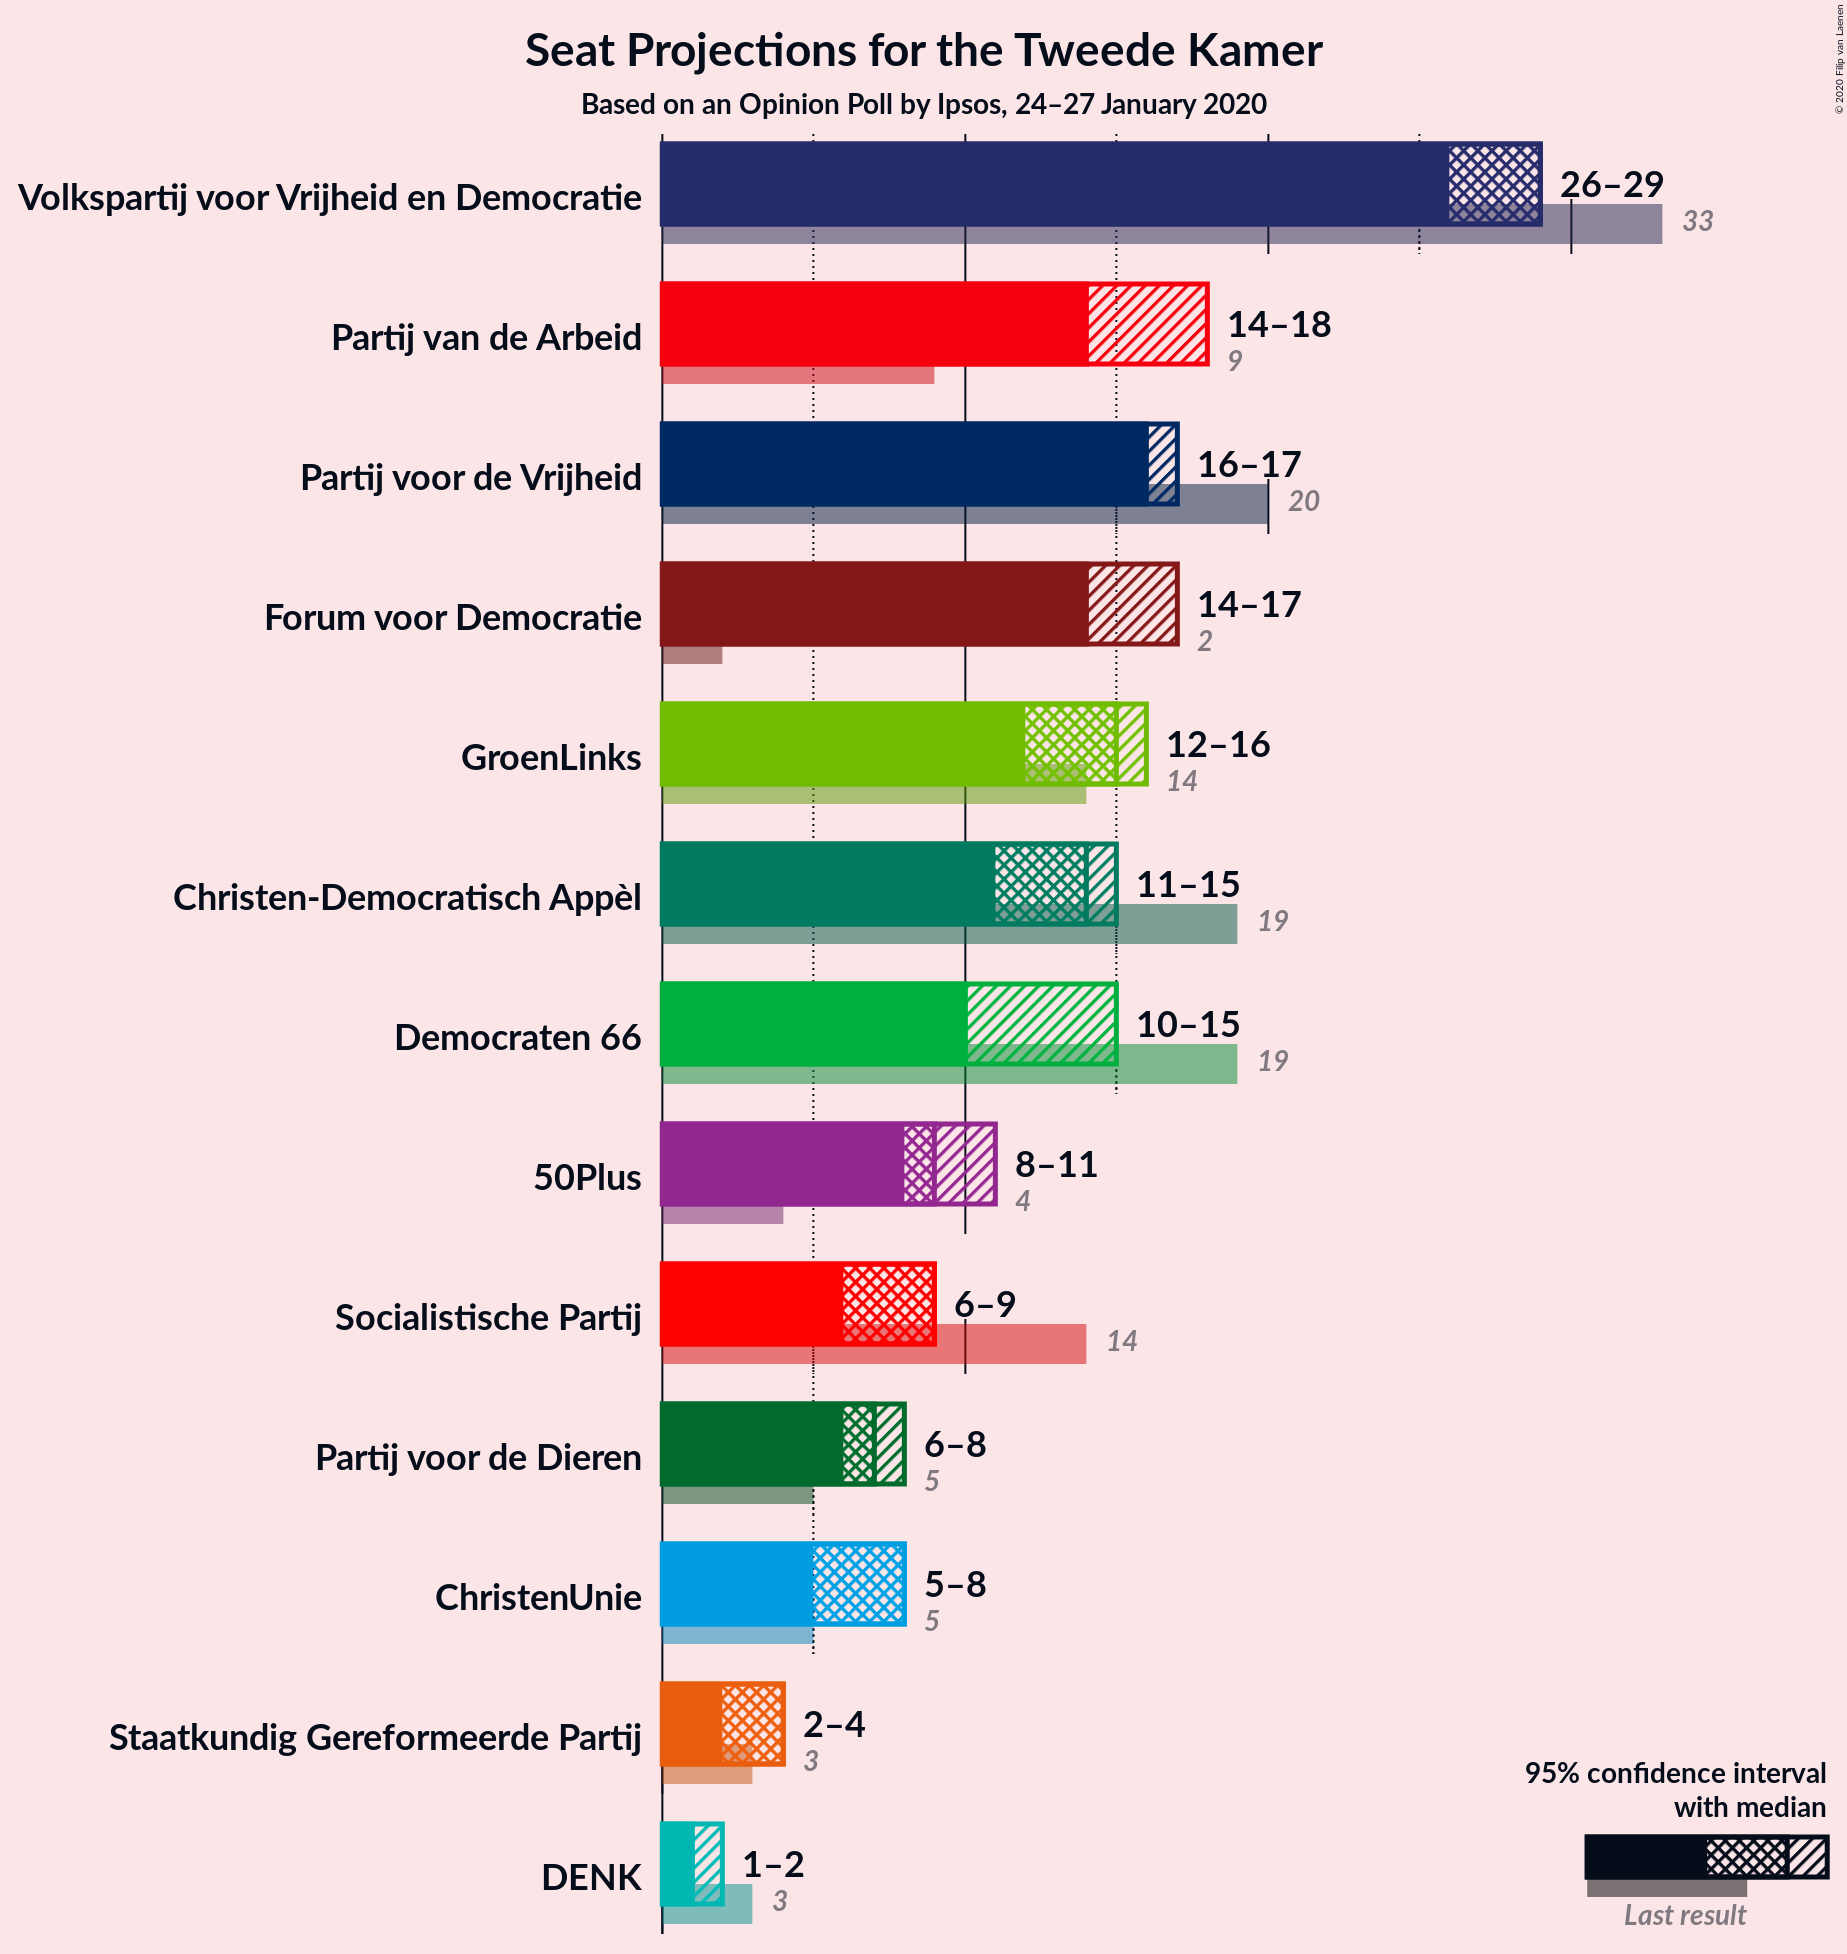 © 2020 Filip van Laenen
Seat Projections for the Tweede Kamer
Based on an Opinion Poll by Ipsos, 24–27 January 2020
Volkspartij voor Vrijheid en Democratie
26–29
33
Partij van de Arbeid
14–18
9
Partij voor de Vrijheid
16–17
20
Forum voor Democratie
14–17
2
GroenLinks
12–16
14
Christen-Democratisch Appèl
11–15
19
Democraten 66
10–15
19
50Plus
8–11
4
Socialistische Partij
6–9
14
Partij voor de Dieren
6–8
5
ChristenUnie
5–8
5
Staatkundig Gereformeerde Partij
2–4
3
DENK
1–2
3
95% confidence interval
with median
Last result